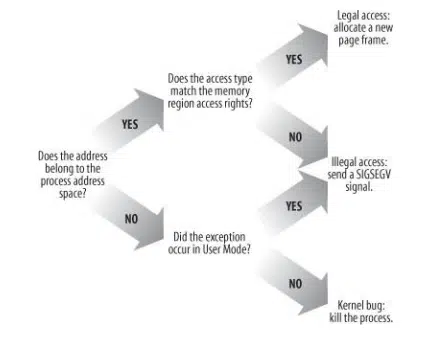 Legal access:
allocate a new
page frame.
YES
Does the access type
match the memory
region access rights?
YES
NO
Does the address
belong to the
process address
space?
Illegal access:
send a SIGSEGV
signal.
YES
NO
Did the exception
occur in User Mode?
NO
Kernel bug:
kill the process.